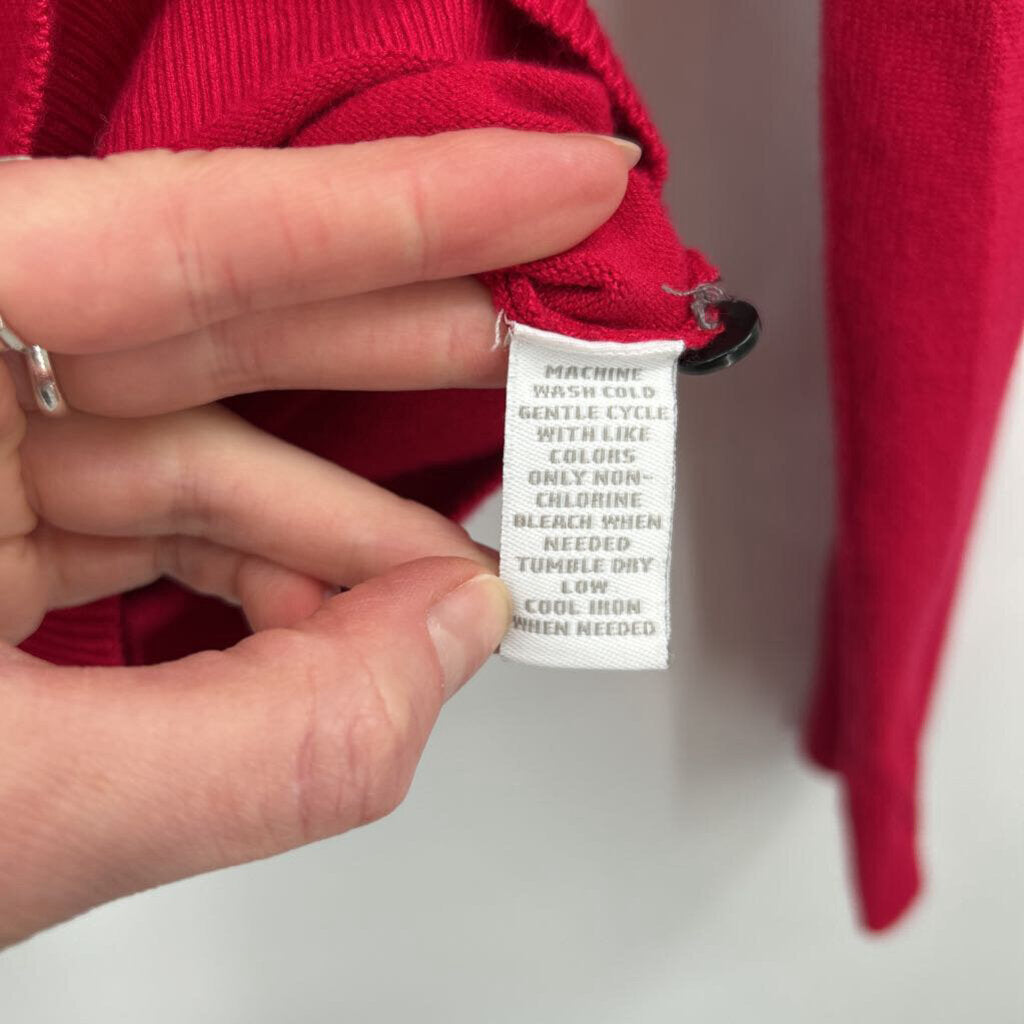 MACHINE
WASH COLD
GENTLE CYCLE
WITH LIKE
COLORS
ONLY NON-
CHLORINE
BLEACH WHEN
NEEDED
TUMBLE DRY
LOW
COOL IRON
WHEN NEEDED